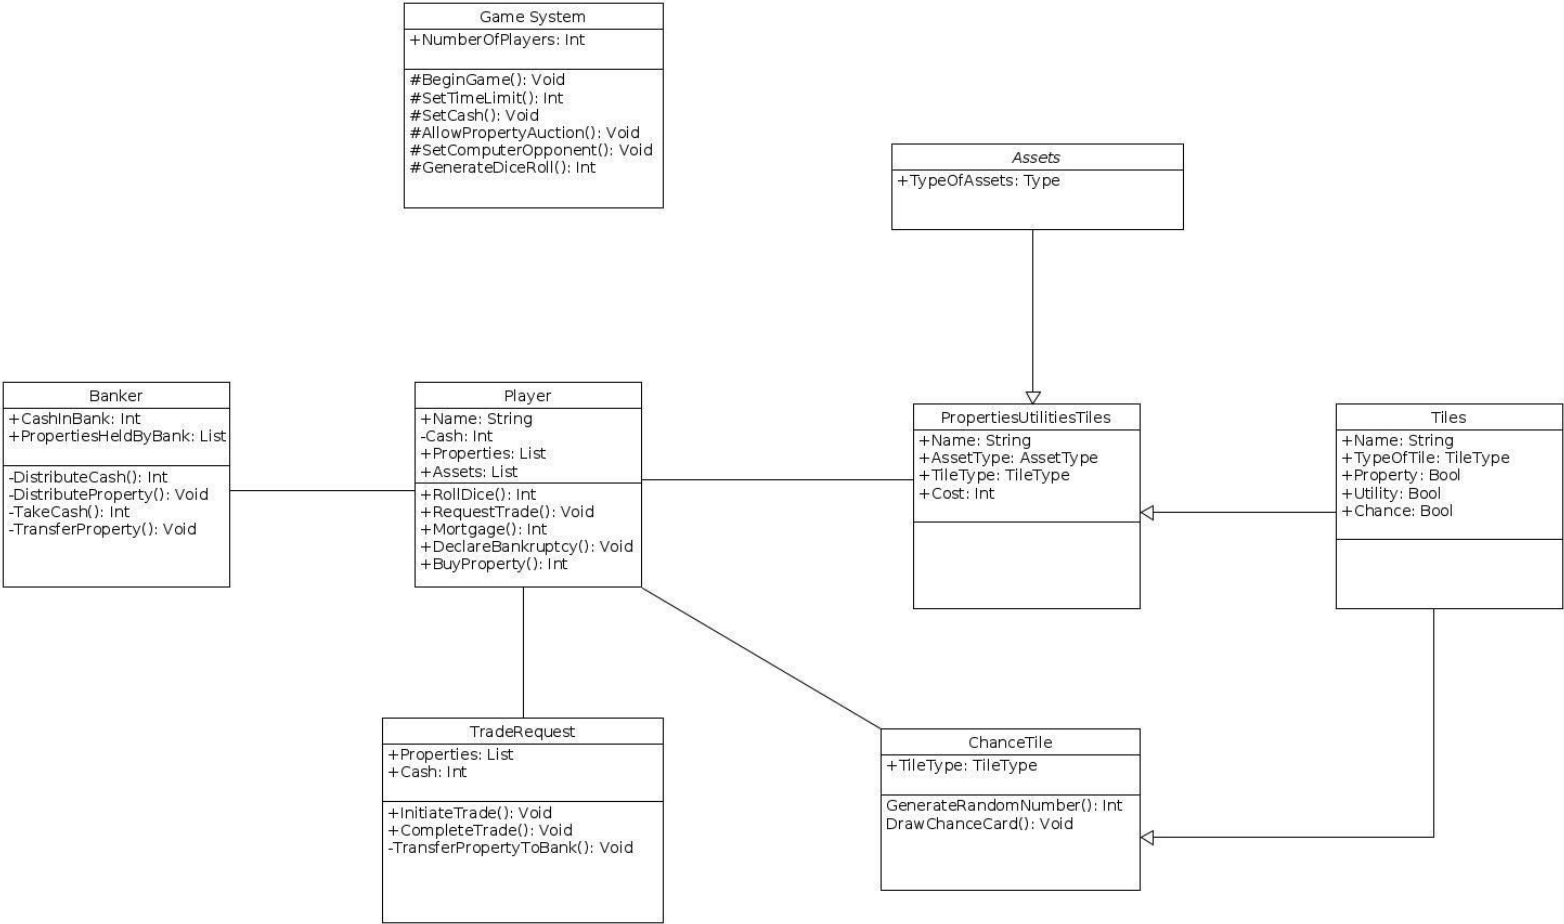 Game System
+NumberOfPlayers: Int
#BeginGame(): Void
#SetTimeLimit(): Int
#SetCash(): Void
#AllowPropertyAuction(): Void
#SetComputerOpponent(): Void
#GenerateDiceRoll(): Int
Assets
+TypeOfAssets: Type
Banker
+CashInBank: Int
+PropertiesHeldByBank: List
-DistributeCash(): Int
-DistributeProperty(): Void
-TakeCash(): Int
-TransferProperty(): Void
Player
+Name: String
-Cash: Int
+Properties: List
+Assets: List
+RollDice(): Int
+RequestTrade(): Void
+Mortgage(): Int
+DeclareBankruptcy(): Void
+BuyProperty(): Int
PropertiesUtilitiesTiles
+Name: String
+AssetType: AssetType
+TileType: TileType
+Cost: Int
Tiles
+Name: String
+TypeOfTile: TileType
+Property: Bool
+Utility: Bool
+Chance: Bool
TradeRequest
+Properties: List
+Cash: Int
+InitiateTrade(): Void
+CompleteTrade(): Void
-TransferPropertyToBank(): Void
ChanceTile
+TileType: TileType
GenerateRandomNumber(): Int
DrawChanceCard(): Void